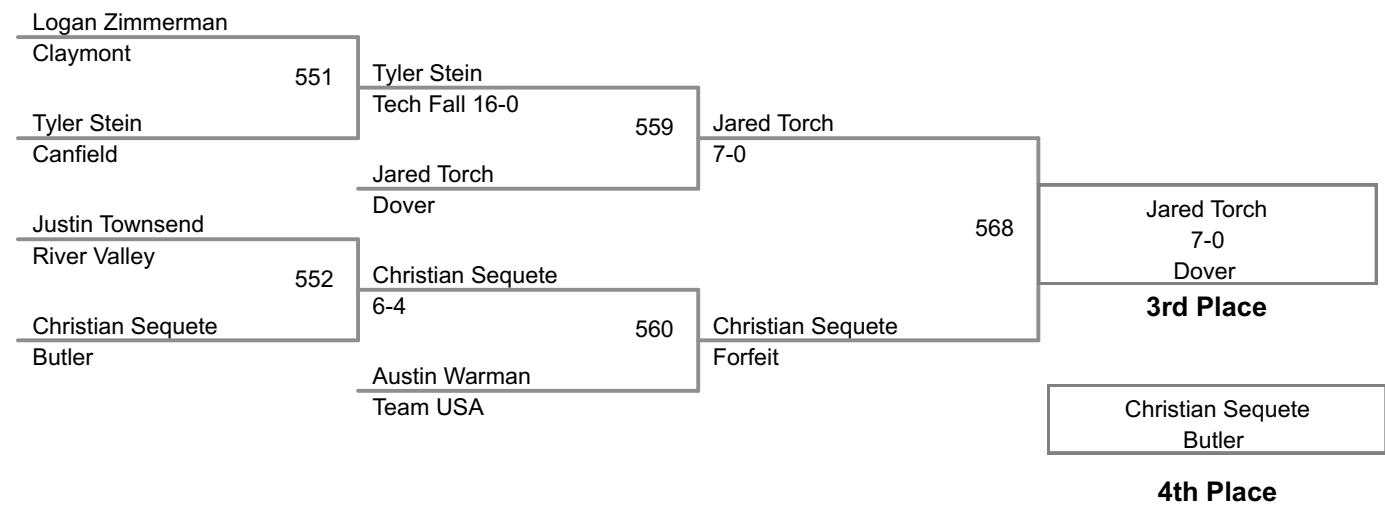 Logan Zimmerman
Claymont
551
Tyler Stein
Canfield
Tyler Stein
Tech Fall 16-0
559
Jared Torch
Dover
Jared Torch
7-0
Justin Townsend
River Valley
552
Christian Sequete
Butler
Christian Sequete
6-4
560
Austin Warman
Team USA
Christian Sequete
Forfeit
568
Jared Torch
7-0
Dover
3rd Place
Christian Sequete
Butler
4th Place